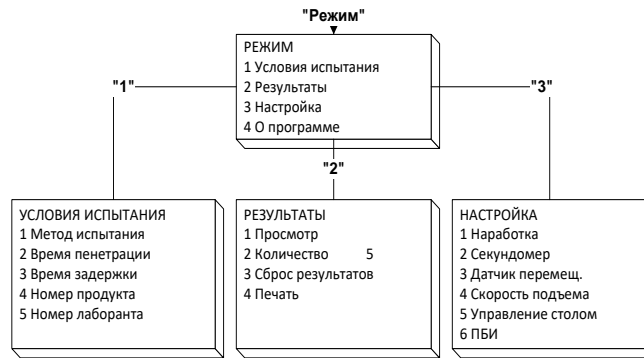 "Режим"
РЕЖИМ
1 Условия испытания
2 Результаты
3 Настройка
4 О программе
"1"
"3"
"2"
УСЛОВИЯ ИСПЫТАНИЯ
1 Метод испытания
2 Время пенетрации
3 Время задержки
4 Номер продукта
5 Номер лаборанта
РЕЗУЛЬТАТЫ
1 Просмотр
2 Количество 5
3 Сброс результатов
4 Печать
НАСТРОЙКА
1 Наработка
2 Секундомер
3 Датчик перемещ.
4 Скорость подъема
5 Управление столом
6 ПБИ